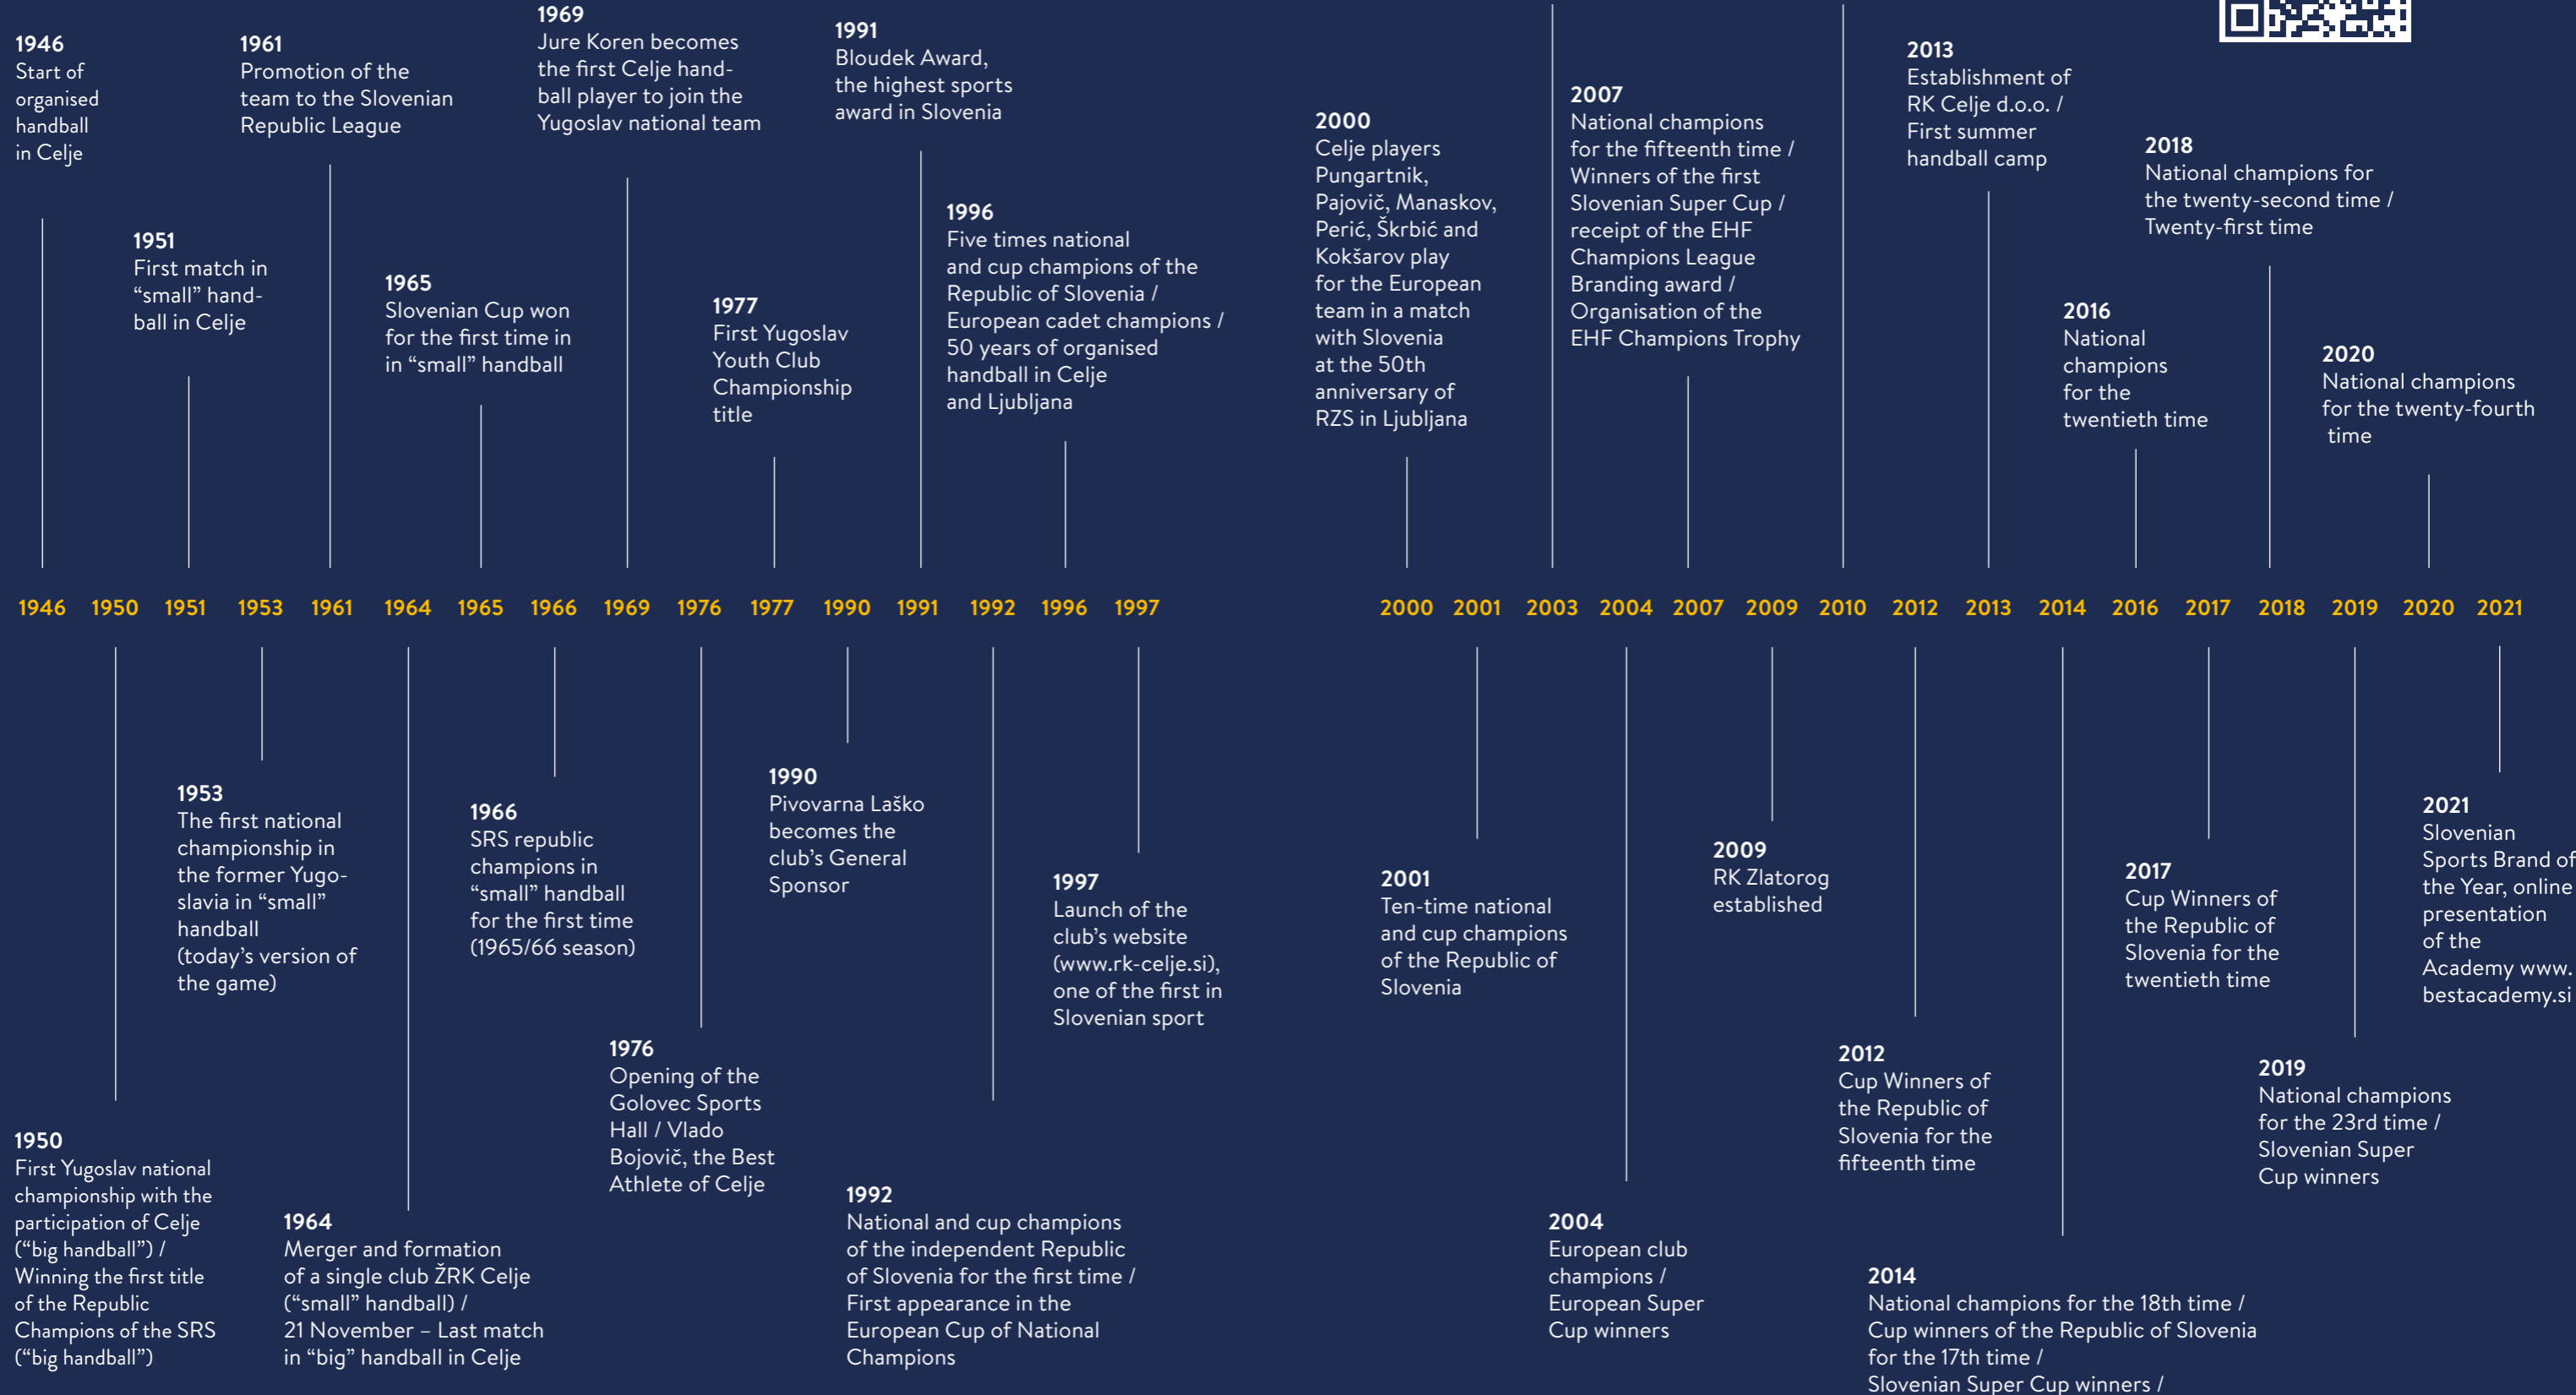 1946
Start of
organised
handball
in Celje
1961
Promotion of the
team to the Slovenian
Republic League
1969
Jure Koren becomes
the first Celje hand-
ball player to join the
Yugoslav national team
1991
Bloudek Award,
the highest sports
award in Slovenia
1951
First match in
“small” hand-
ball in Celje
1965
Slovenian Cup won
for the first time in
in “small” handball
1977
First Yugoslav
Youth Club
Championship
title
1996
Five times national
and cup champions of the
Republic of Slovenia /
European cadet champions /
50 years of organised
handball in Celje
and Ljubljana
2000
Celje players
Pungartnik,
Pajovič, Manaskov,
Perić, Škrbić and
Kokšarov play
for the European
team in a match
with Slovenia
at the 50th
anniversary of
RZS in Ljubljana
2007
National champions
for the fifteenth time /
Winners of the first
Slovenian Super Cup /
receipt of the EHF
Champions League
Branding award /
Organisation of the
EHF Champions Trophy
2013
Establishment of
RK Celje d.o.o. /
First summer
handball camp
2018
National champions for
the twenty-second time /
Twenty-first time
2016
National
champions
for the
twentieth time
2020
National champions
for the twenty-fourth
time
1946 1950 1951 1953 1961 1964 1965 1966 1969 1976 1977 1990 1991 1992 1996 1997 2000 2001 2003 2004 2007 2009 2010 2012 2013 2014 2016 2017 2018 2019 2020 2021
1950
First Yugoslav national
championship with the
participation of Celje
(“big handball”) /
Winning the first title
of the Republic
Champions of the SRS
(“big handball”)
1953
The first national
championship in
the former Yugo-
slavia in “small”
handball
(today’s version of
the game)
1964
Merger and formation
of a single club ŽRK Celje
(“small” handball) /
21 November – Last match
in “big” handball in Celje
1966
SRS republic
champions in
“small” handball
for the first time
(1965/66 season)
1976
Opening of the
Golovec Sports
Hall / Vlado
Bojovič, the Best
Athlete of Celje
1990
Pivovarna Laško
becomes the
club’s General
Sponsor
1992
National and cup champions
of the independent Republic
of Slovenia for the first time /
First appearance in the
European Cup of National
Champions
1997
Launch of the
club’s website
(www.rk-celje.si),
one of the first in
Slovenian sport
2001
Ten-time national
and cup champions
of the Republic of
Slovenia
2004
European club
champions /
European Super
Cup winners
2009
RK Zlatorog
established
2012
Cup Winners of
the Republic of
Slovenia for the
fifteenth time
2014
National champions for the 18th time /
Cup winners of the Republic of Slovenia
for the 17th time /
Slovenian Super Cup winners /
2017
Cup Winners of
the Republic of
Slovenia for the
twentieth time
2019
National champions
for the 23rd time /
Slovenian Super
Cup winners
2021
Slovenian
Sports Brand of
the Year, online
presentation
of the
Academy www.
bestacademy.si